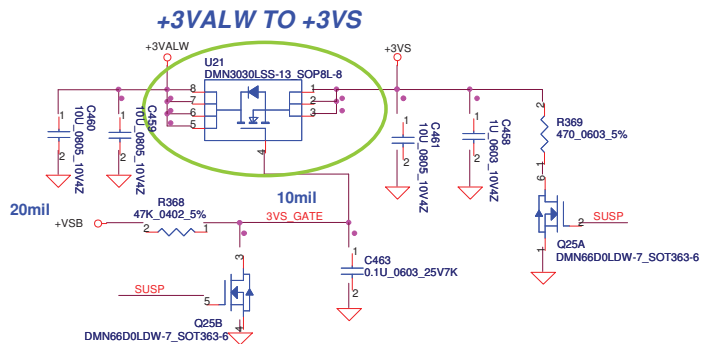 +3VALW TO +3VS
+3VALW
+3VS
U21
DMN3030LSS-13_SOP8L-8
8
7
6
5
1
2
3
4
1
2
C460
10U_0805_10V4Z
1
2
C459
10U_0805_10V4Z
1
2
C461
10U_0805_10V4Z
1
2
C458
1U_0603_10V4Z
2
R369
470_0603_5%
1
20mil
10mil
+VSB
R368
47K_0402_5%
2
1
3VS_GATE
6
SUSP
2
1
Q25A
DMN66D0LDW-7_SOT363-6
3
SUSP
5
4
Q25B
DMN66D0LDW-7_SOT363-6
1
C463
0.1U_0603_25V7K
2